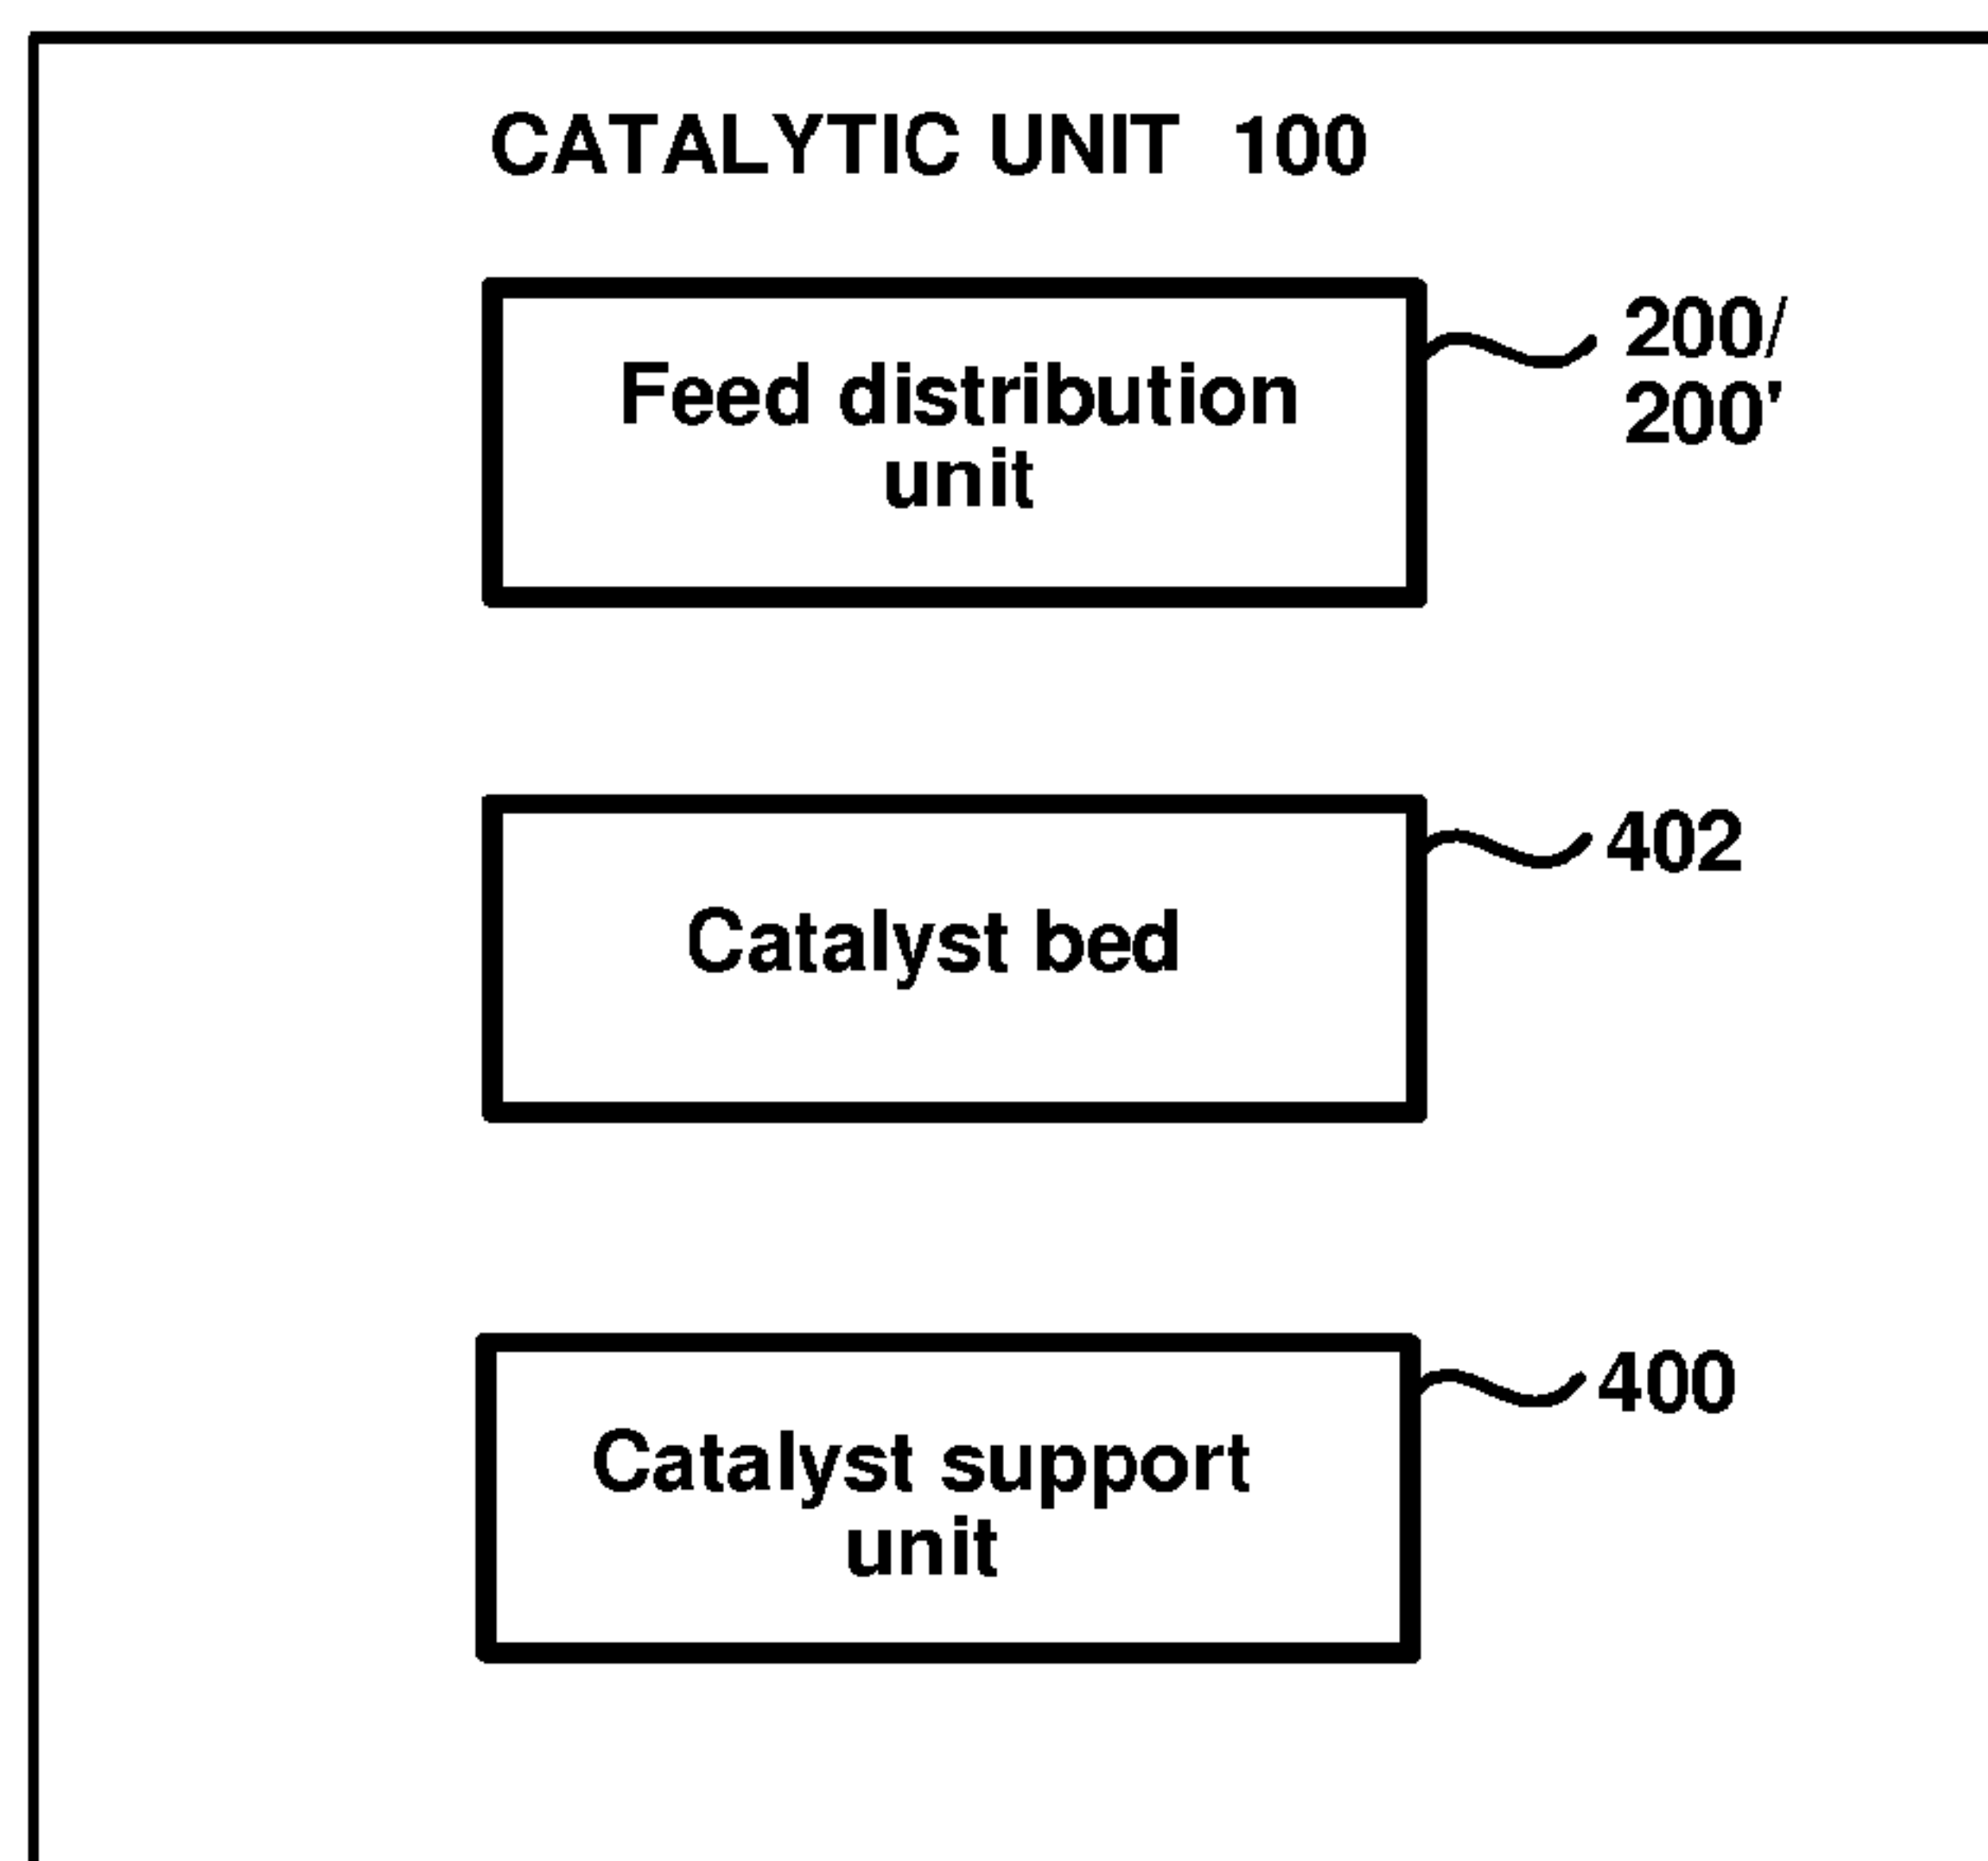 CATALYTIC UNIT 100
Feed distribution
unit
200/
200'
Catalyst bed
402
Catalyst support
unit
400